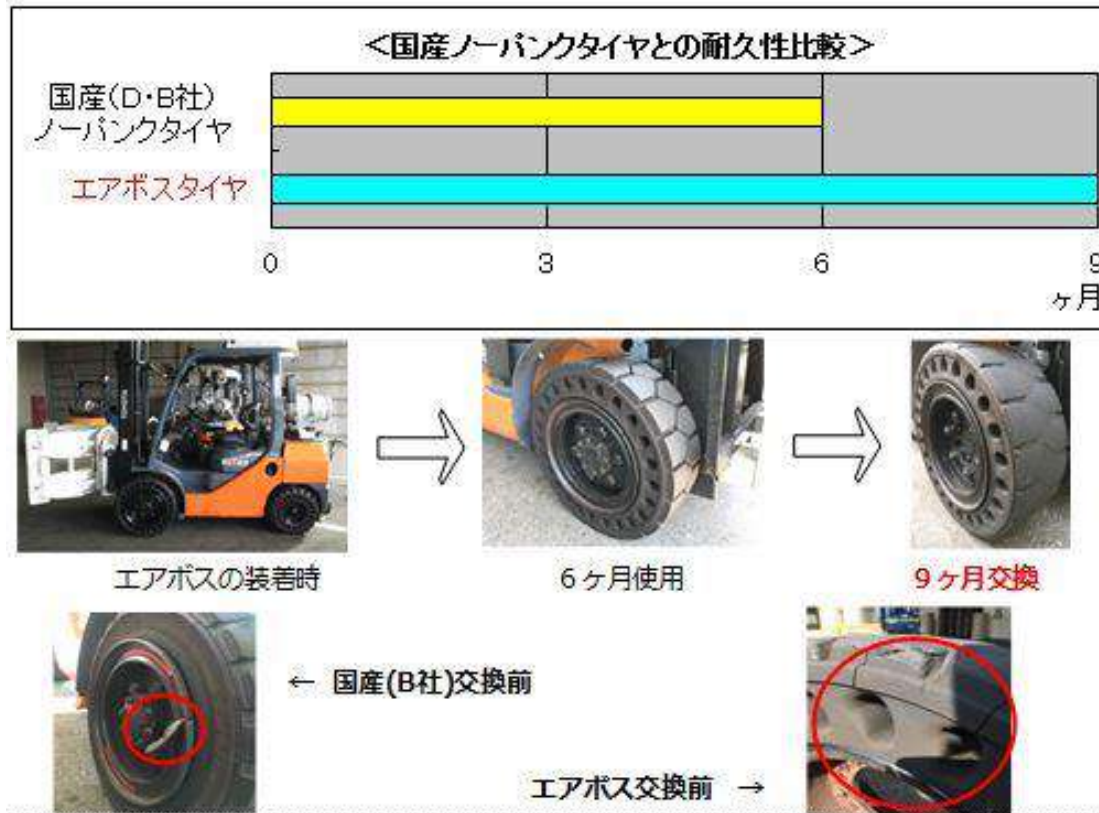 <国産ノーパンクタイヤとの耐久性比較>
国産(D・B社)
ノーパンクタイヤ
エアボスタイヤ
0 3 6 9
ヶ月
エアボスの装着時
6ヶ月使用
9ヶ月交換
← 国産(B社)交換前
エアボス交換前 →